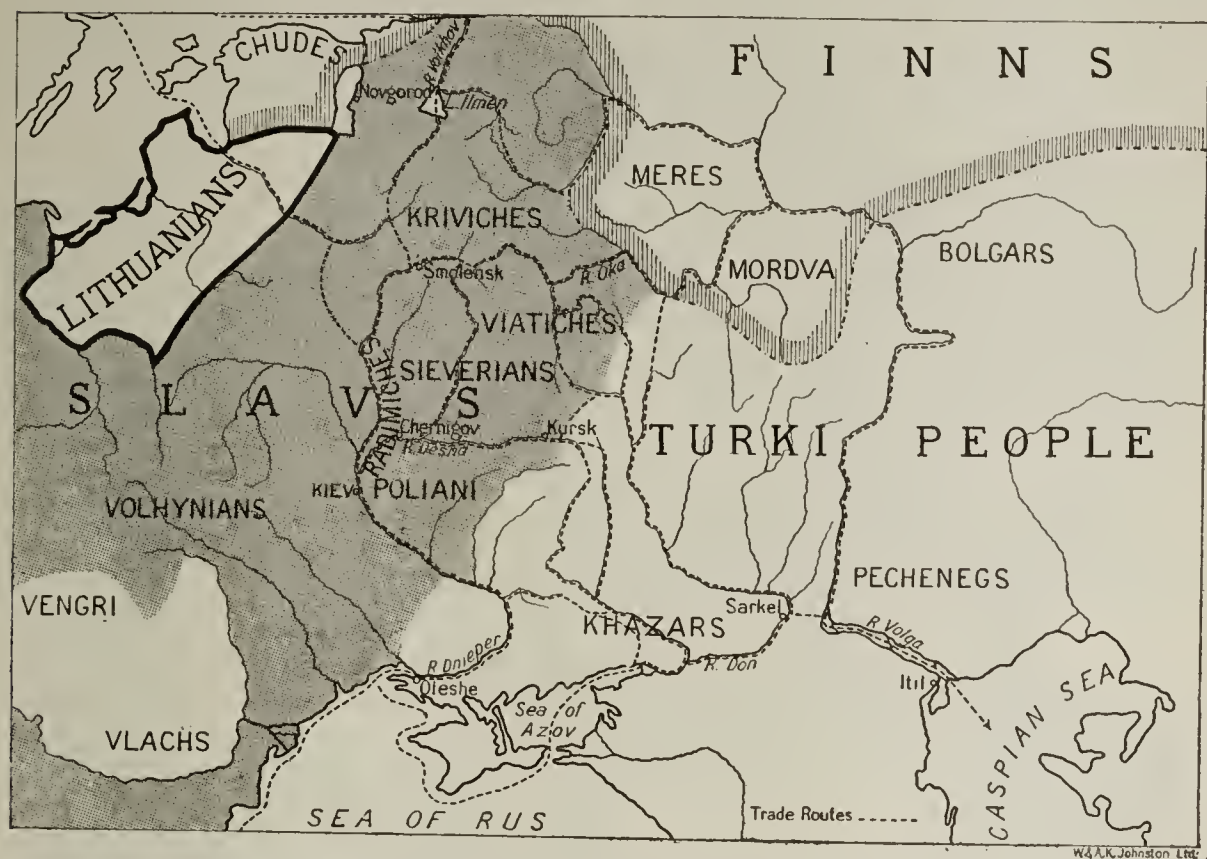 CHUDES
FINNS
R. Volkhov
Novgorod
L. Ilmen
MERES
LITHUANIANS
KRIVICHES
BOLGARS
MORDVA
Smolensk
R. Oka
VIATICHES
RADIMICHES
SIEVERIANS
SLAVS
Chernigov
Kursk
R. Desna
TURKI PEOPLE
KIEV
POLIANI
VOLHYNIANS
PECHENEGS
VENGRI
Sarkel
KHAZARS
R. Volga
R. Dnieper
R. Don
Oleshe
Itil
Sea of
Azov
CASPIAN SEA
VLACHS
SEA OF RUS
Trade Routes
W. & A.K. Johnston Ltd.